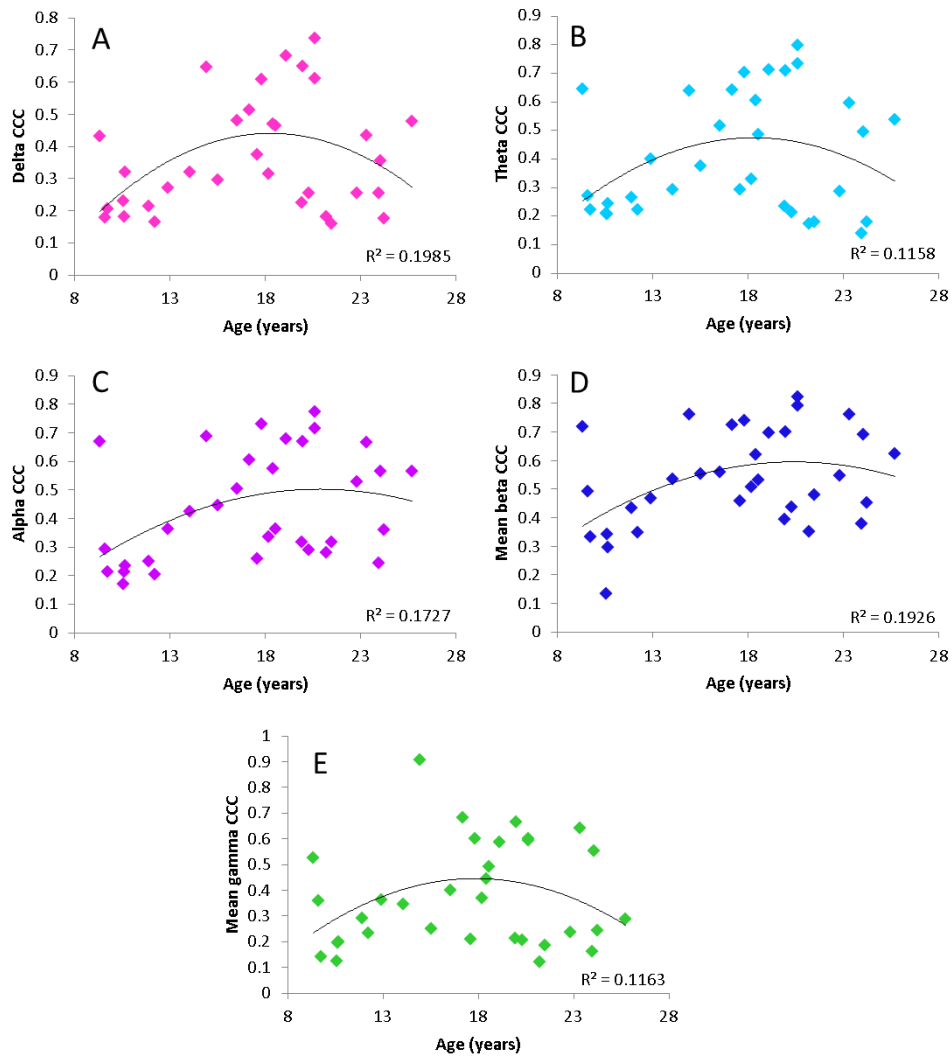 A
Delta CCC
0.8
0.7
0.6
0.5
0.4
0.3
0.2
0.1
0
R² = 0.1985
8 13 18 23 28
Age (years)
B
Theta CCC
0.9
0.8
0.7
0.6
0.5
0.4
0.3
0.2
0.1
0
R² = 0.1158
8 13 18 23 28
Age (years)
C
Alpha CCC
0.9
0.8
0.7
0.6
0.5
0.4
0.3
0.2
0.1
0
R² = 0.1727
8 13 18 23 28
Age (years)
D
Mean beta CCC
0.9
0.8
0.7
0.6
0.5
0.4
0.3
0.2
0.1
0
R² = 0.1926
8 13 18 23 28
Age (years)
E
Mean gamma CCC
1
0.9
0.8
0.7
0.6
0.5
0.4
0.3
0.2
0.1
0
R² = 0.1163
8 13 18 23 28
Age (years)